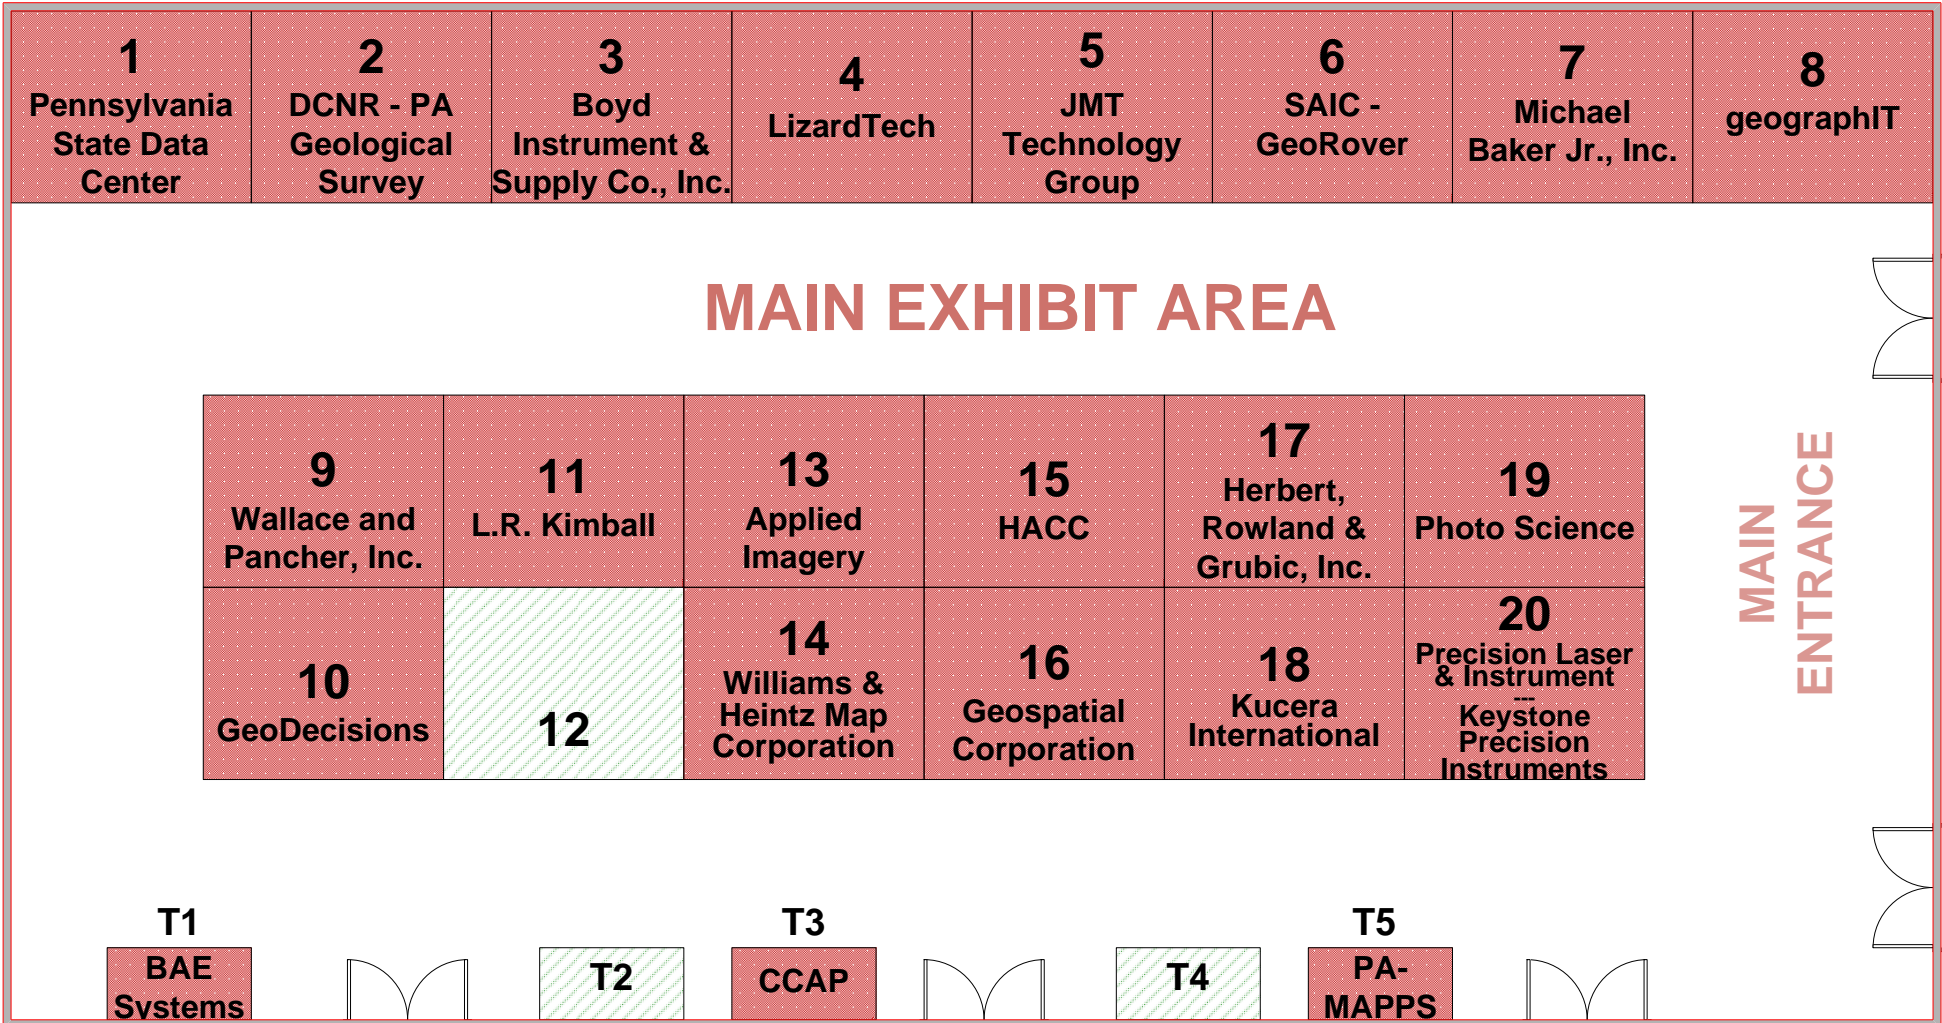 1
Pennsylvania
State Data
Center
2
DCNR - PA
Geological
Survey
3
Boyd
Instrument &
Supply Co., Inc.
4
LizardTech
5
JMT
Technology
Group
6
SAIC -
GeoRover
7
Michael
Baker Jr., Inc.
8
geographIT
MAIN EXHIBIT AREA
9
Wallace and
Pancher, Inc.
11
L.R. Kimball
13
Applied
Imagery
15
HACC
17
Herbert,
Rowland &
Grubic, Inc.
19
Photo Science
MAIN
ENTRANCE
10
GeoDecisions
12
14
Williams &
Heintz Map
Corporation
16
Geospatial
Corporation
18
Kucera
International
20
Precision Laser
& Instrument
---
Keystone
Precision
Instruments
T1
BAE
Systems
T2
T3
CCAP
T4
T5
PA-
MAPPS